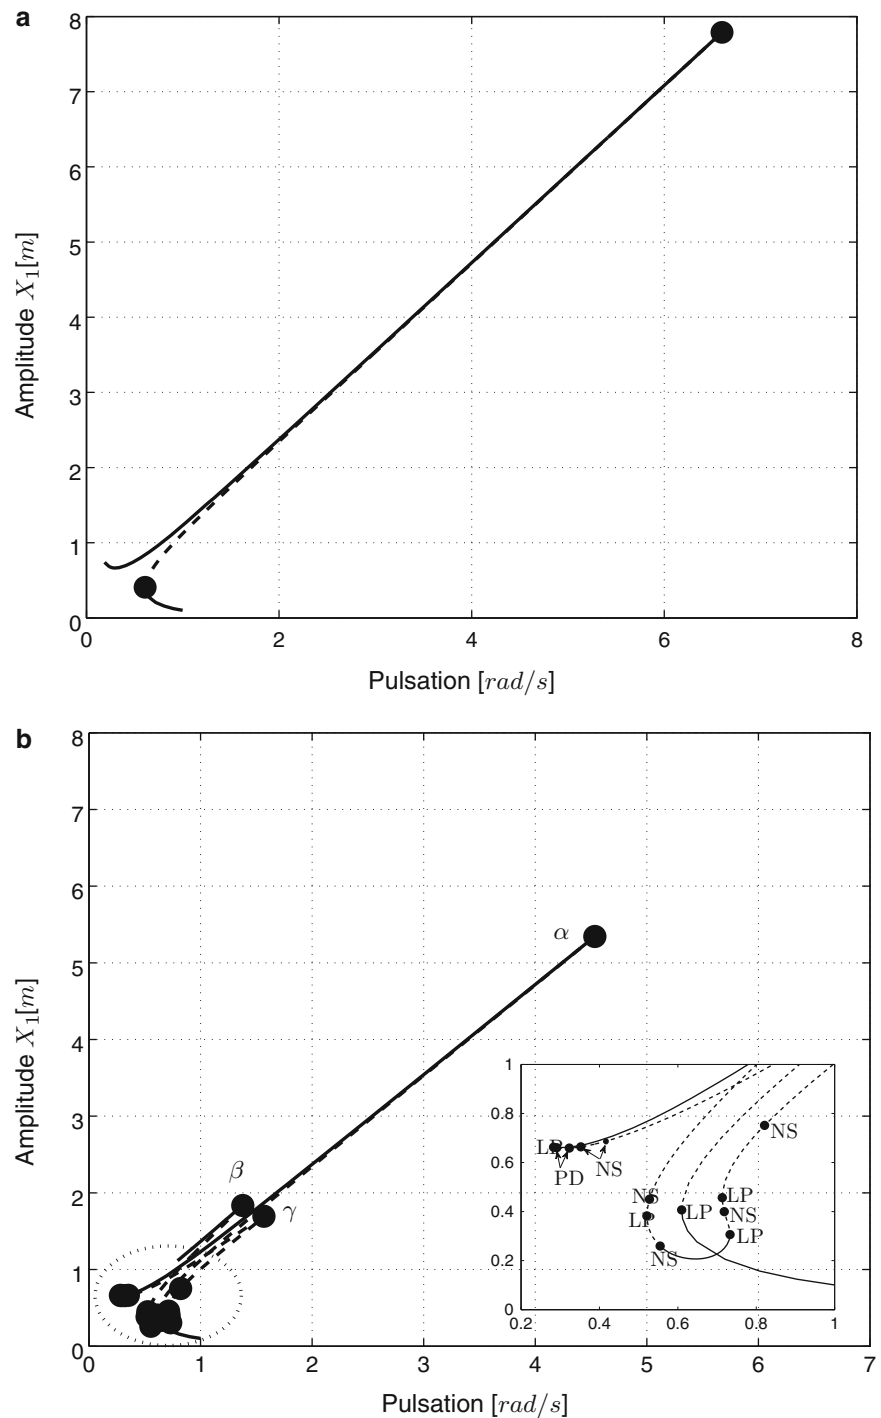 a
8
7
6
5
4
3
2
1
0
Amplitude X₁[m]
0 2 4 6 8
Pulsation [rad/s]
b
8
7
6
5
4
3
2
1
0
Amplitude X₁[m]
α
β
γ
1
0.8
0.6
0.4
0.2
0
LP
PD
NS
NS
LP
NS
LP
NS
LP
NS
LP
0.2 0.4 0.6 0.8 1
0 1 2 3 4 5 6 7
Pulsation [rad/s]